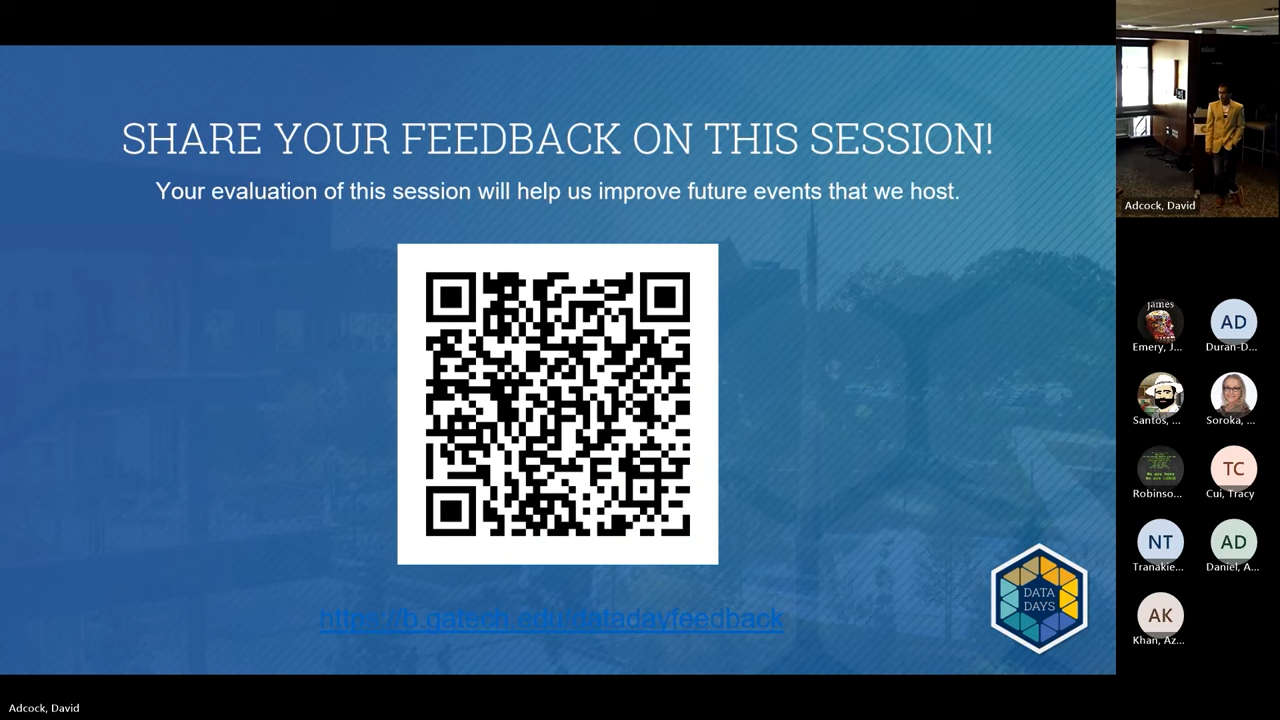 SHARE YOUR FEEDBACK ON THIS SESSION!
Your evaluation of this session will help us improve future events that we host.
https://b.gatech.edu/datadayfeedback
DATA
DAYS
Adcock, David
James
Emery, J...
AD
Duran-D...
Santos, ...
Soroka, ...
Robinso...
TC
Cui, Tracy
NT
Tranakie...
AD
Daniel, A...
AK
Khan, Az...
Adcock, David